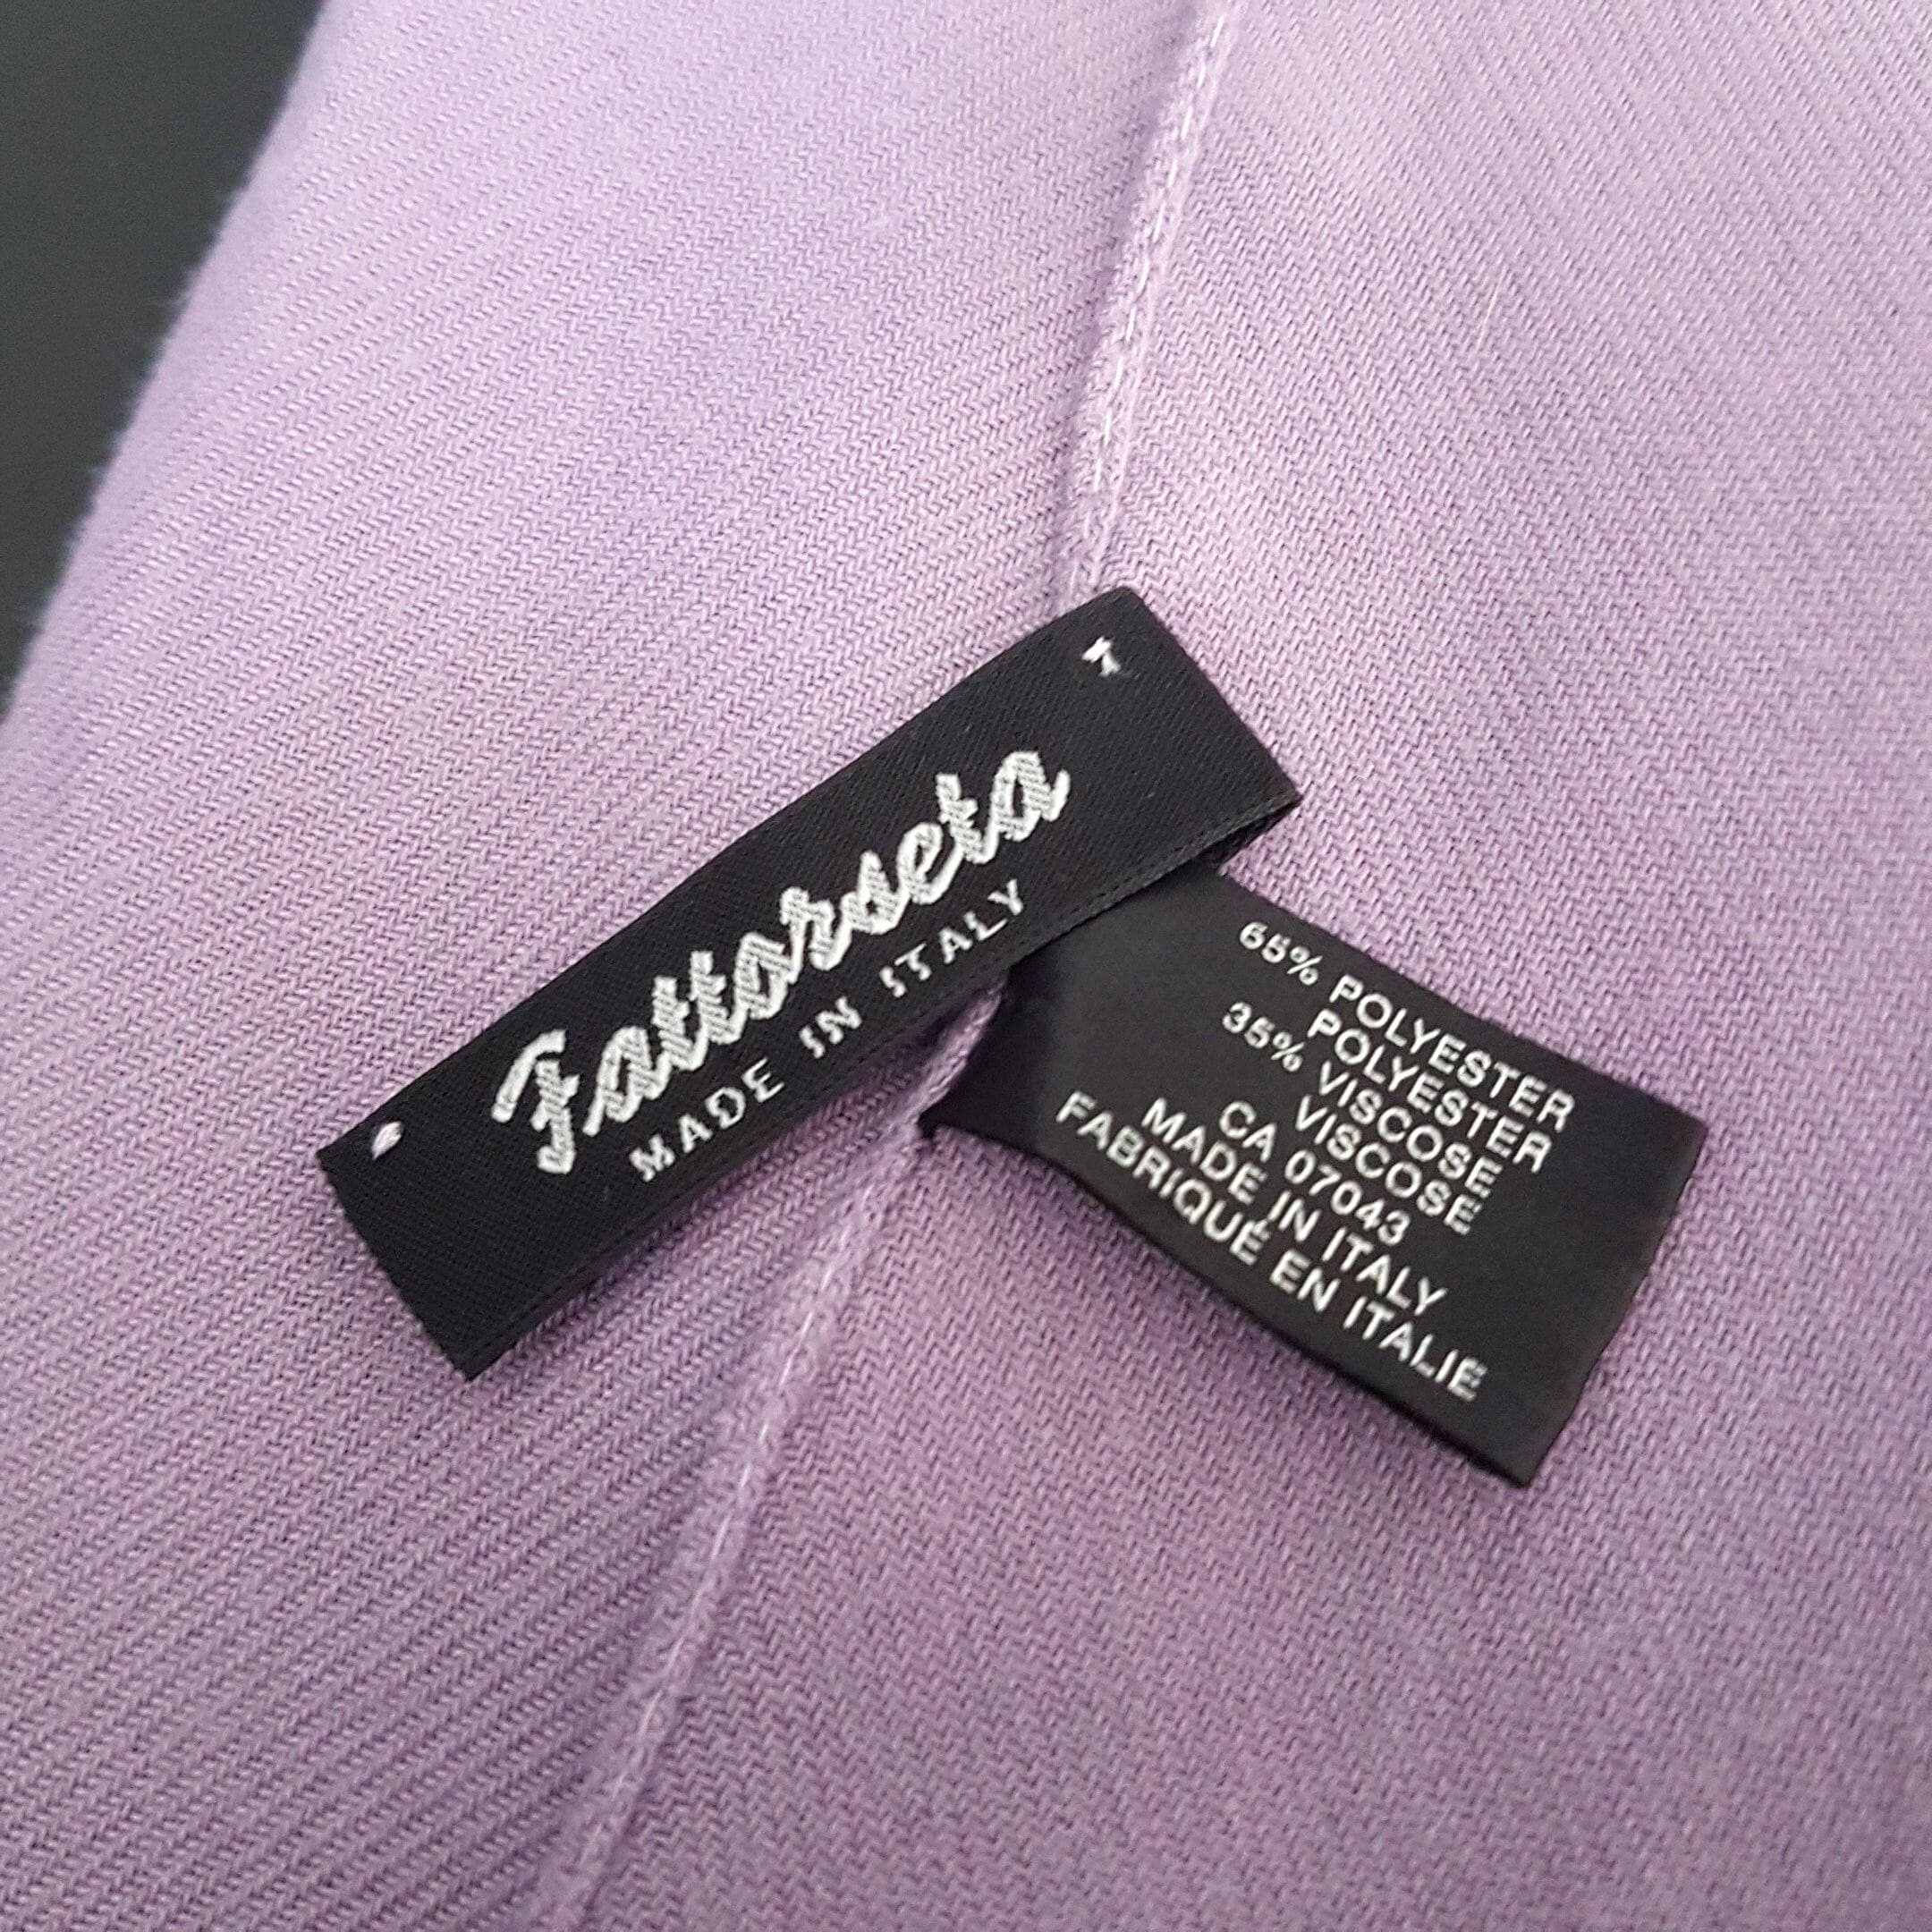 Fattorseta
MADE IN ITALY
65% POLYESTER
POLYESTER
35% VISCOSE
VISCOSE
CA 07043
MADE IN ITALY
FABRIQUÉ EN ITALIE